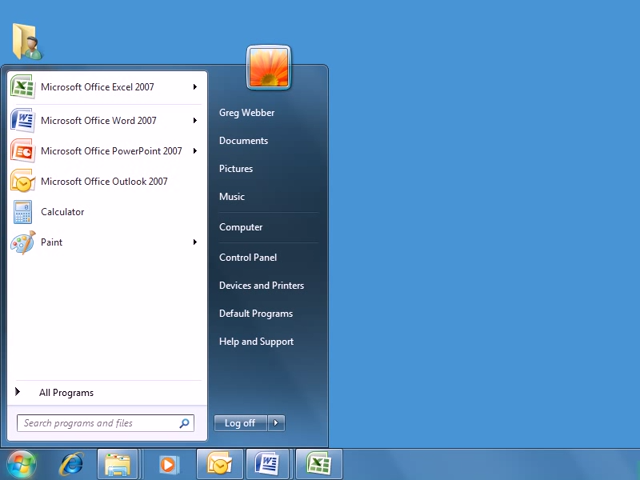 Microsoft Office Excel 2007
Microsoft Office Word 2007
Microsoft Office PowerPoint 2007
Microsoft Office Outlook 2007
Calculator
Paint
All Programs
Search programs and files
Greg Webber
Documents
Pictures
Music
Computer
Control Panel
Devices and Printers
Default Programs
Help and Support
Log off